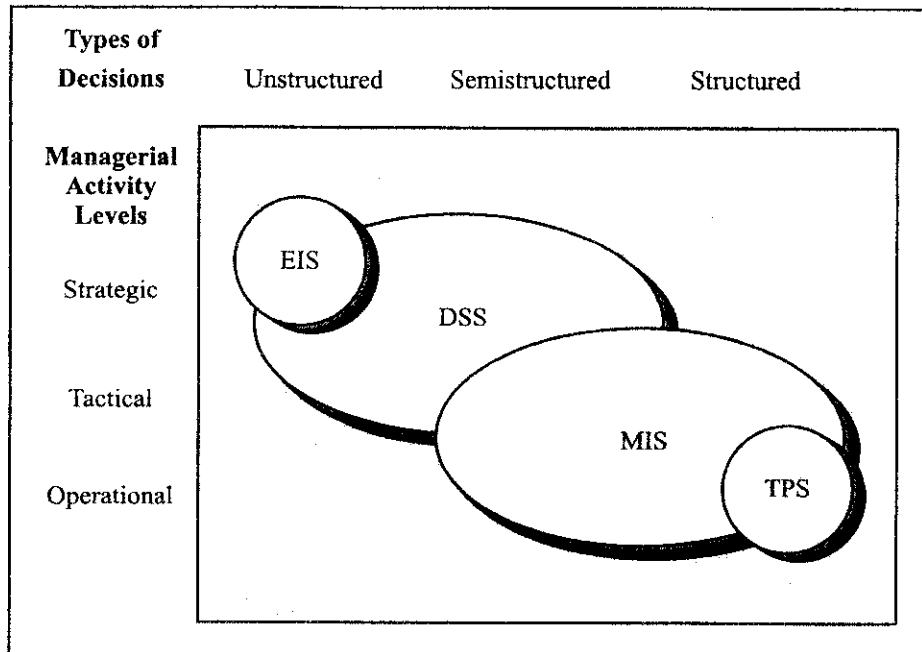 Types of
Decisions Unstructured Semistructured Structured
Managerial
Activity
Levels
EIS
Strategic
DSS
Tactical
MIS
Operational
TPS